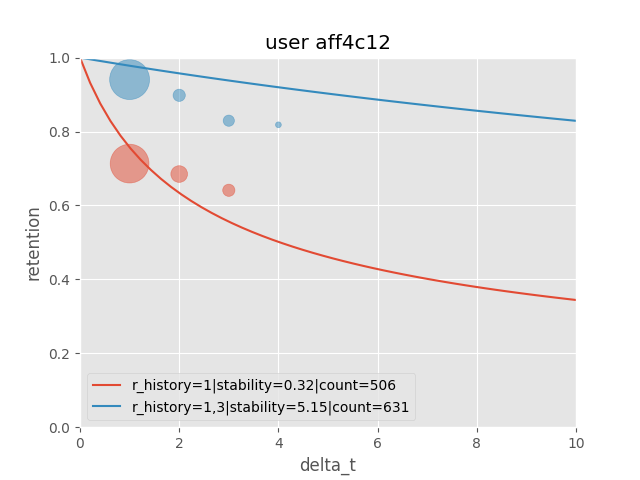 user aff4c12
1.0
0.8
0.6
0.4
0.2
0.0
retention
r_history=1|stability=0.32|count=506
r_history=1,3|stability=5.15|count=631
0 2 4 6 8 10
delta_t